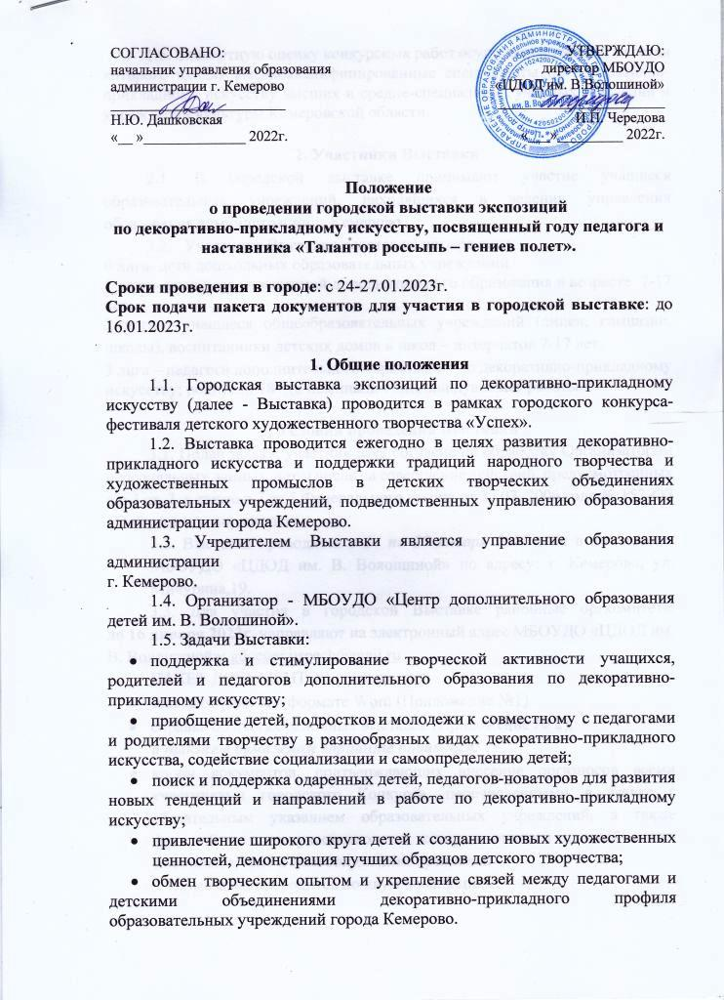 СОГЛАСОВАНО:
начальник управления образования
администрации г. Кемерово
Н.Ю. Дашковская
«__ »______________ 2022г.
УТВЕРЖДАЮ:
директор МБОУДО
«ЦДОД им. В.Волошиной»
И.П. Чередова
«__ »_________ 2022г.
Положение
о проведении городской выставки экспозиций
по декоративно-прикладному искусству, посвященный году педагога и
наставника «Талантов россыпь – гениев полет».
Сроки проведения в городе: с 24-27.01.2023г.
Срок подачи пакета документов для участия в городской выставке: до
16.01.2023г.
1. Общие положения
1.1. Городская выставка экспозиций по декоративно-прикладному
искусству (далее - Выставка) проводится в рамках городского конкурса-
фестиваля детского художественного творчества «Успех».
1.2. Выставка проводится ежегодно в целях развития декоративно-
прикладного искусства и поддержки традиций народного творчества и
художественных промыслов в детских творческих объединениях
образовательных учреждений, подведомственных управлению образования
администрации города Кемерово.
1.3. Учредителем Выставки является управление образования
администрации
г. Кемерово.
1.4. Организатор - МБОУДО «Центр дополнительного образования
детей им. В. Волошиной».
1.5. Задачи Выставки:
• поддержка и стимулирование творческой активности учащихся,
родителей и педагогов дополнительного образования по декоративно-
прикладному искусству;
• приобщение детей, подростков и молодежи к совместному с педагогами
и родителями творчеству в разнообразных видах декоративно-прикладного
искусства, содействие социализации и самоопределению детей;
• поиск и поддержка одаренных детей, педагогов-новаторов для развития
новых тенденций и направлений в работе по декоративно-прикладному
искусству;
• привлечение широкого круга детей к созданию новых художественных
ценностей, демонстрация лучших образцов детского творчества;
• обмен творческим опытом и укрепление связей между педагогами и
детскими объединениями декоративно-прикладного профиля
образовательных учреждений города Кемерово.